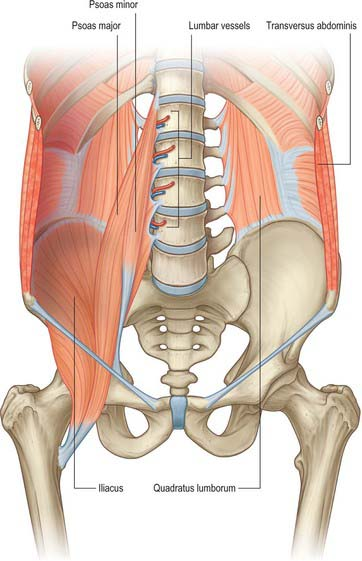 Psoas minor
Psoas major
Lumbar vessels
Transversus abdominis
Iliacus
Quadratus lumborum